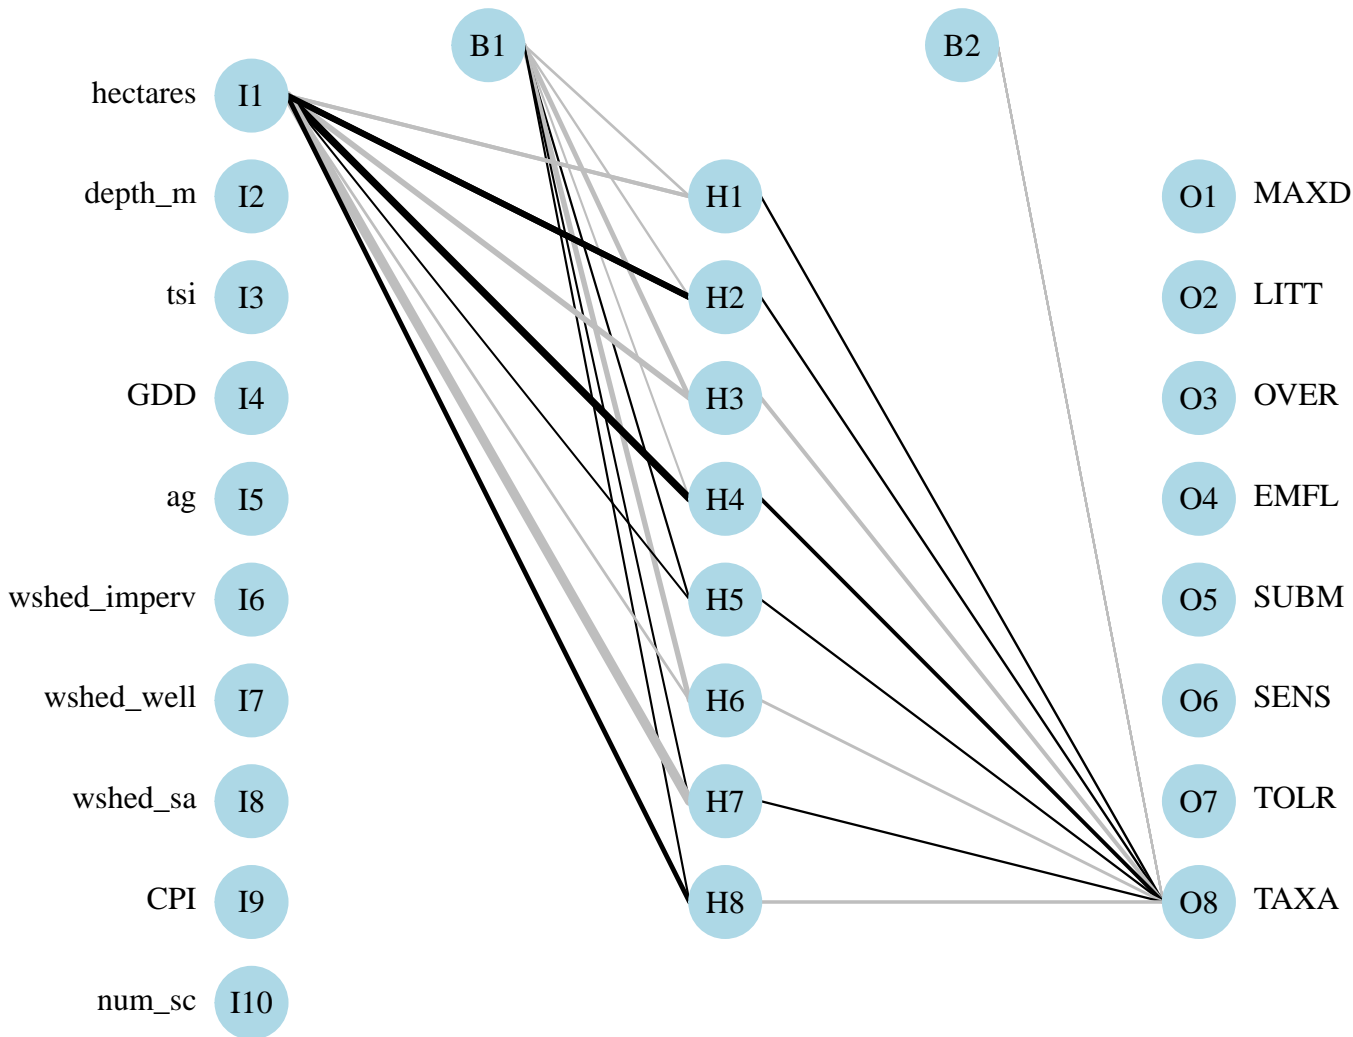 B1 B2
hectares I1
depth_m I2 H1 O1 MAXD
tsi I3 H2 O2 LITT
GDD I4 H3 O3 OVER
ag I5 H4 O4 EMFL
wshed_imperv I6 H5 O5 SUBM
wshed_well I7 H6 O6 SENS
wshed_sa I8 H7 O7 TOLR
CPI I9 H8 O8 TAXA
num_sc I10